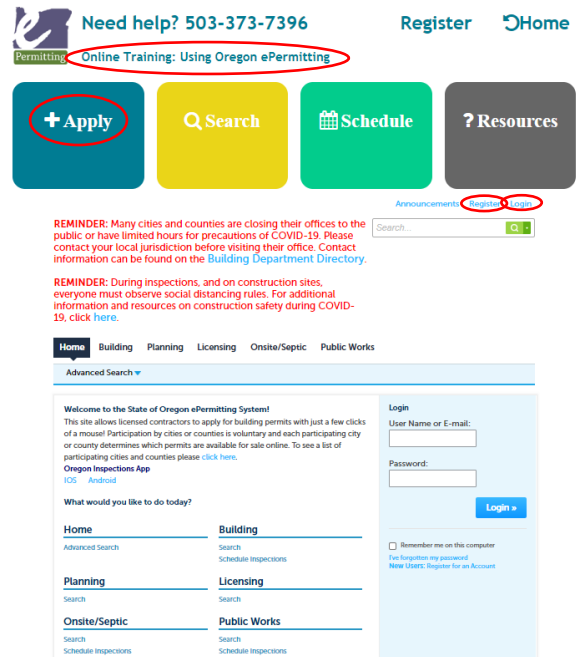 Need help? 503-373-7396
Register
Home
e
Permitting
Online Training: Using Oregon ePermitting
Apply
Search
Schedule
? Resources
Announcements Register Login
REMINDER: Many cities and counties are closing their offices to the
public or have limited hours for precautions of COVID-19. Please
contact your local jurisdiction before visiting their office. Contact
information can be found on the Building Department Directory.
Search...
REMINDER: During inspections, and on construction sites,
everyone must observe social distancing rules. For additional
information and resources on construction safety during COVID-
19, click here.
Home Building Planning Licensing Onsite/Septic Public Works
Advanced Search
Welcome to the State of Oregon ePermitting System!
This site allows licensed contractors to apply for building permits with just a few clicks
of a mouse! Participation by cities or counties is voluntary and each participating city
or county determines which permits are available for sale online. To see a list of
participating cities and counties please click here.
Oregon Inspections App
IOS Android
What would you like to do today?
Home
Advanced Search
Building
Search
Schedule Inspections
Planning
Search
Licensing
Search
Onsite/Septic
Search
Schedule Inspections
Public Works
Search
Schedule Inspections
Login
User Name or E-mail:
Password:
Login »
Remember me on this computer
I've forgotten my password
New Users: Register for an Account